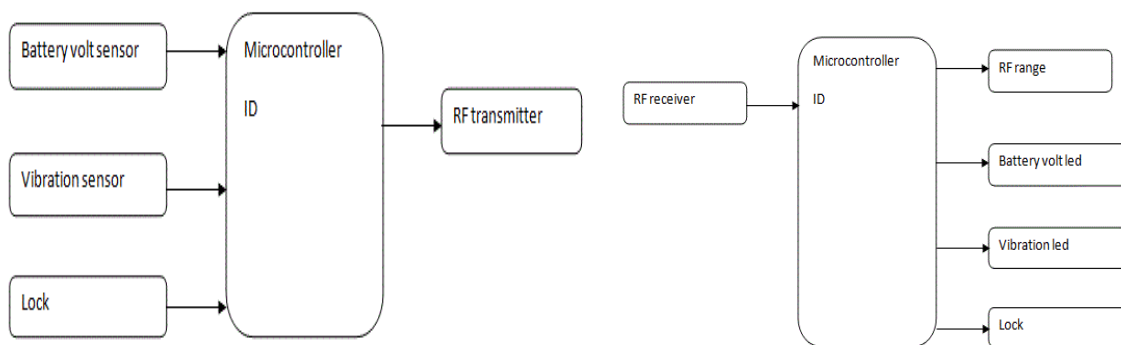 Battery volt sensor
Vibration sensor
Lock
Microcontroller
ID
RF transmitter
RF receiver
Microcontroller
ID
RF range
Battery volt led
Vibration led
Lock